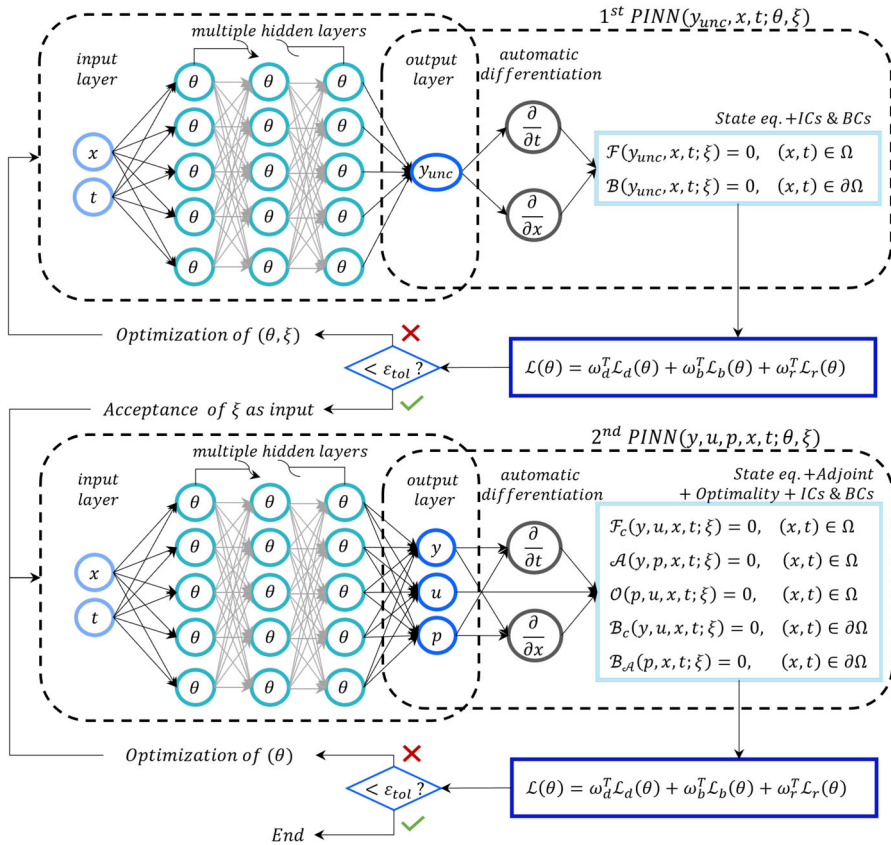 1ˢᵗ PINN(y_unc, x, t; θ, ξ)
multiple hidden layers
input layer
output layer
automatic differentiation
x
t
θ θ θ
θ θ θ
θ θ θ
θ θ θ
θ θ θ
y_unc
∂/∂t
∂/∂x
State eq. +ICs & BCs
ℱ(y_unc, x, t; ξ) = 0, (x, t) ∈ Ω
ℬ(y_unc, x, t; ξ) = 0, (x, t) ∈ ∂Ω
Optimization of (θ, ξ)
< ε_tol ?
ℒ(θ) = ω_d^T ℒ_d(θ) + ω_b^T ℒ_b(θ) + ω_r^T ℒ_r(θ)
Acceptance of ξ as input
2ⁿᵈ PINN(y, u, p, x, t; θ, ξ)
multiple hidden layers
input layer
output layer
automatic differentiation
x
t
θ θ θ
θ θ θ
θ θ θ
θ θ θ
θ θ θ
y
u
p
∂/∂t
∂/∂x
State eq. +Adjoint
+ Optimality + ICs & BCs
ℱ_c(y, u, x, t; ξ) = 0, (x, t) ∈ Ω
𝒜(y, p, x, t; ξ) = 0, (x, t) ∈ Ω
𝒪(p, u, x, t; ξ) = 0, (x, t) ∈ Ω
ℬ_c(y, u, x, t; ξ) = 0, (x, t) ∈ ∂Ω
ℬ_𝒜(p, x, t; ξ) = 0, (x, t) ∈ ∂Ω
Optimization of (θ)
< ε_tol ?
ℒ(θ) = ω_d^T ℒ_d(θ) + ω_b^T ℒ_b(θ) + ω_r^T ℒ_r(θ)
End